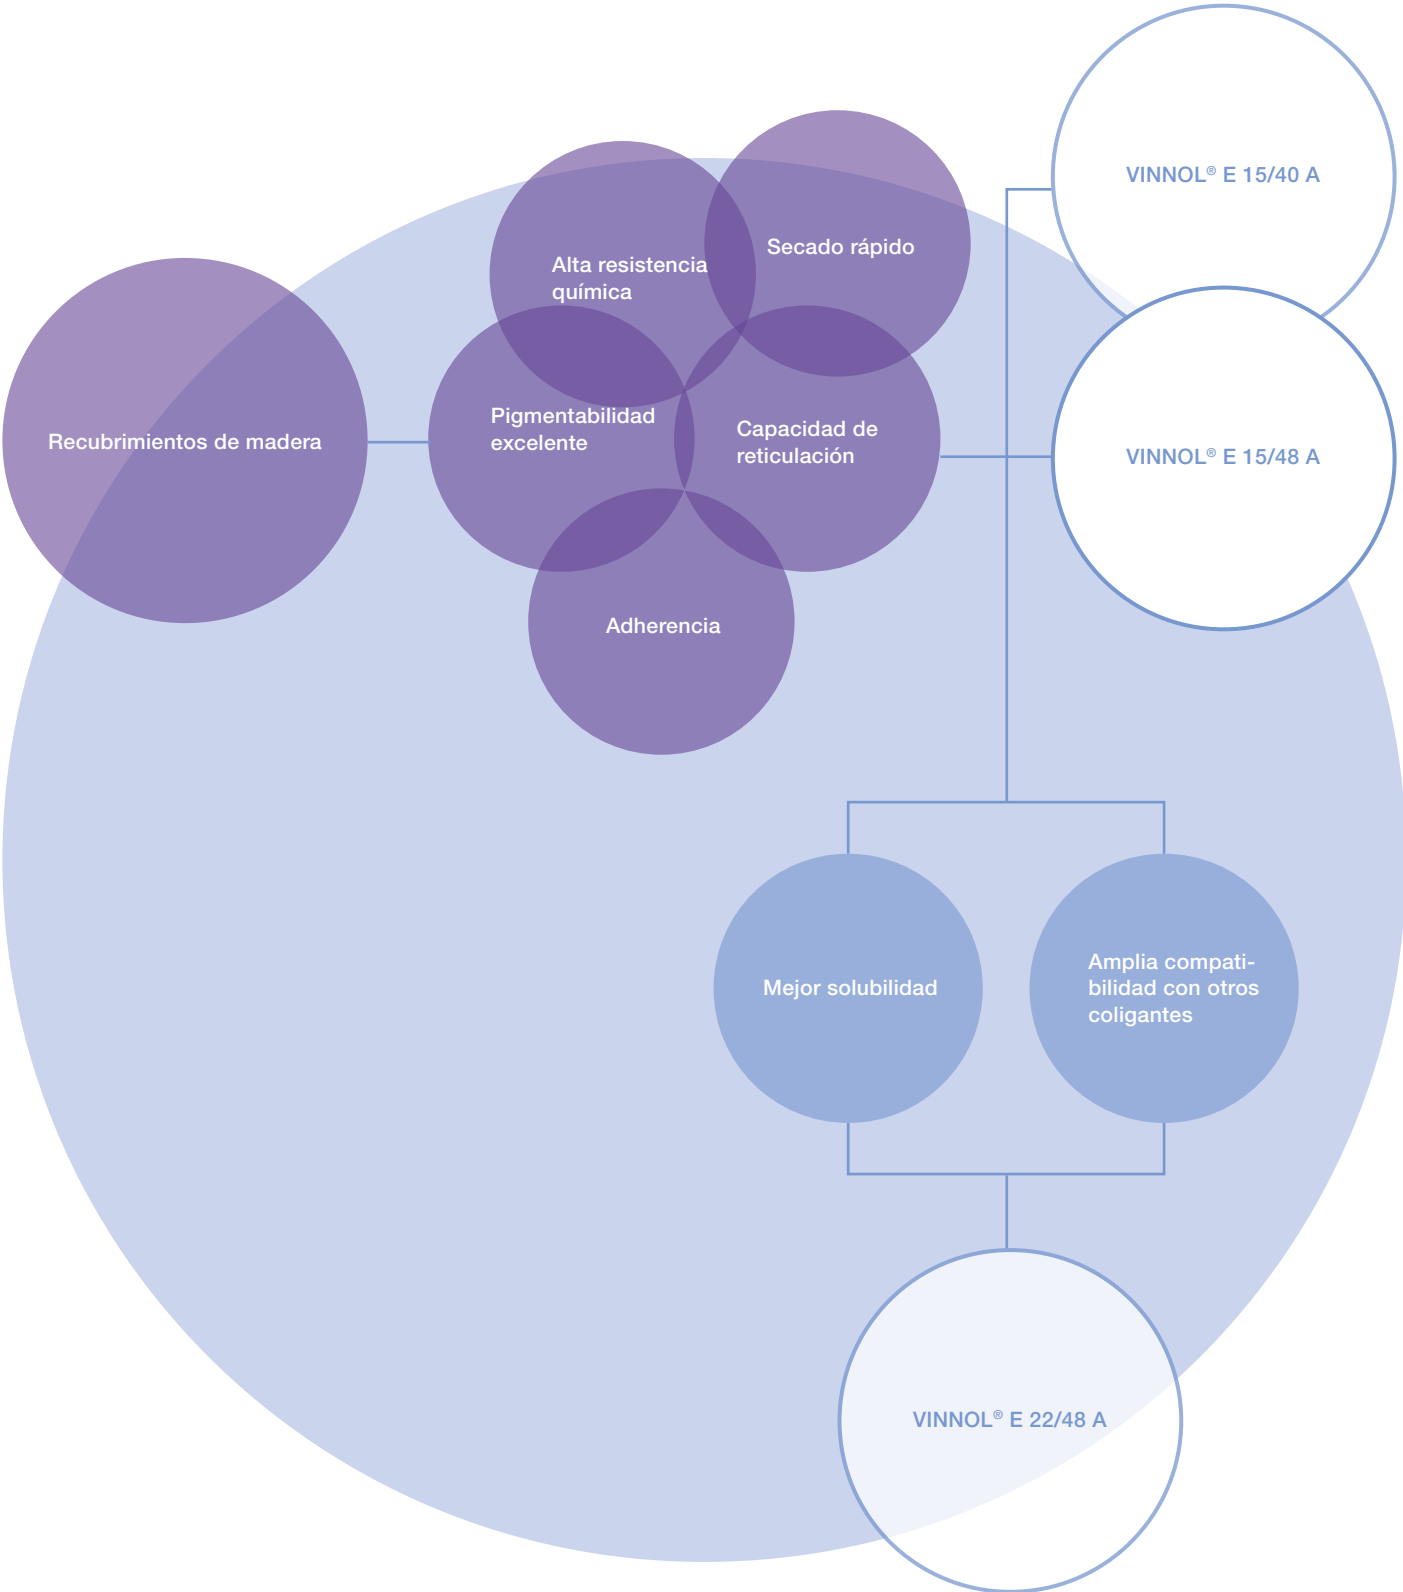 VINNOL® E 15/40 A
Secado rápido
Alta resistencia
química
Recubrimientos de madera
Pigmentabilidad
excelente
Capacidad de
reticulación
VINNOL® E 15/48 A
Adherencia
Mejor solubilidad
Amplia compati-
bilidad con otros
coligantes
VINNOL® E 22/48 A